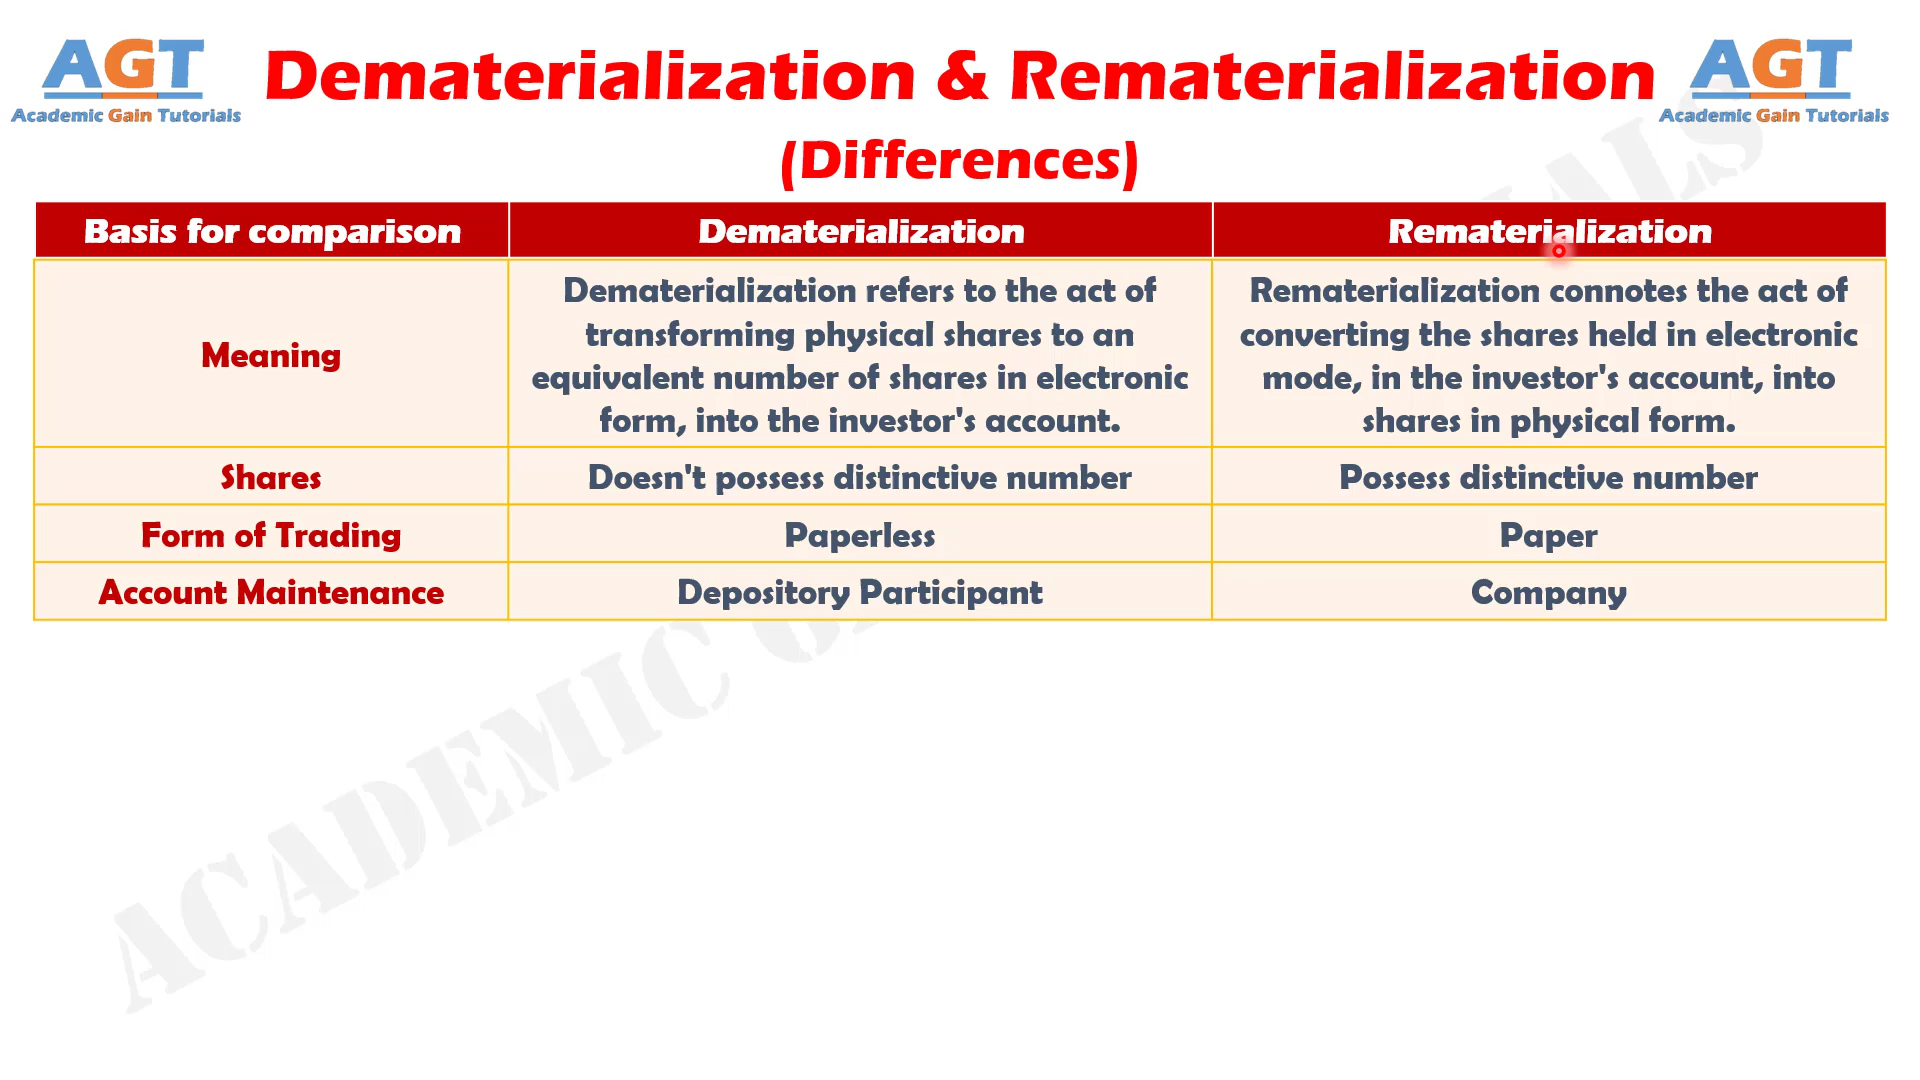 AGT
Academic Gain Tutorials
Dematerialization & Rematerialization
(Differences)
AGT
Academic Gain Tutorials
Basis for comparison
Dematerialization
Rematerialization
Meaning
Dematerialization refers to the act of
transforming physical shares to an
equivalent number of shares in electronic
form, into the investor's account.
Rematerialization connotes the act of
converting the shares held in electronic
mode, in the investor's account, into
shares in physical form.
Shares
Doesn't possess distinctive number
Possess distinctive number
Form of Trading
Paperless
Paper
Account Maintenance
Depository Participant
Company
ACADEMIC